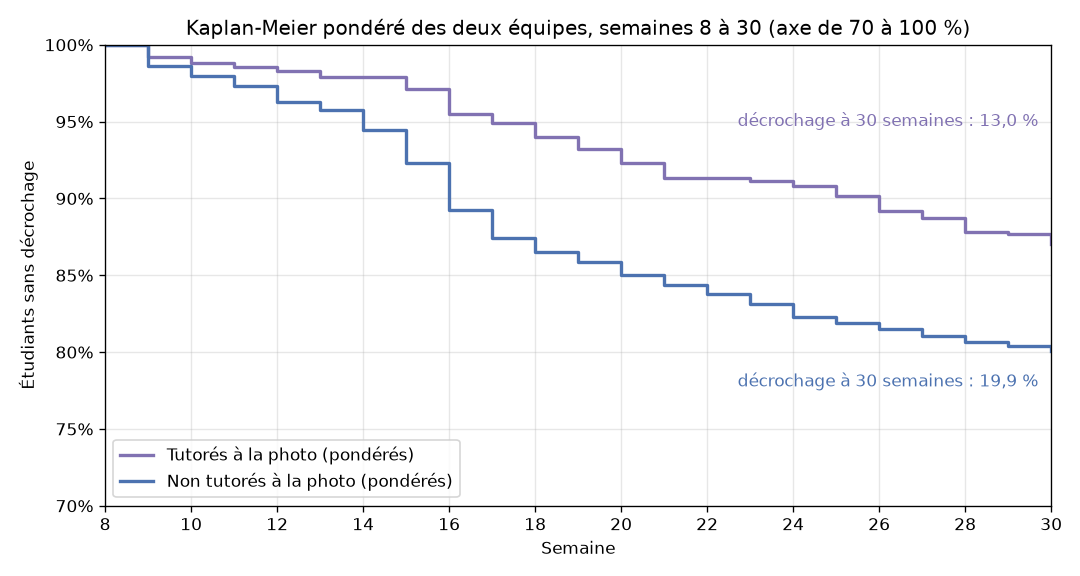 Kaplan-Meier pondéré des deux équipes, semaines 8 à 30 (axe de 70 à 100 %)
100%
95%
90%
85%
80%
75%
70%
Étudiants sans décrochage
décrochage à 30 semaines : 13,0 %
décrochage à 30 semaines : 19,9 %
Tutorés à la photo (pondérés)
Non tutorés à la photo (pondérés)
8 10 12 14 16 18 20 22 24 26 28 30
Semaine